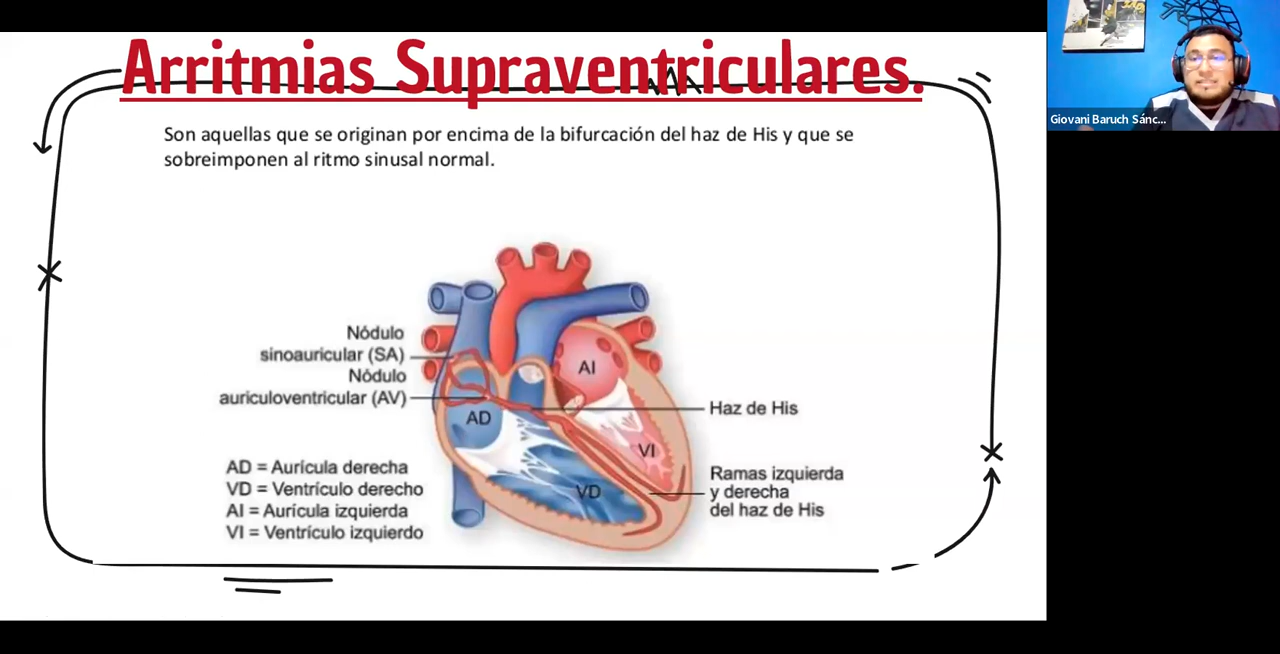 Arritmias Supraventriculares.
Son aquellas que se originan por encima de la bifurcación del haz de His y que se
sobreimponen al ritmo sinusal normal.
Nódulo
sinoauricular (SA)
Nódulo
auriculoventricular (AV)
AI
AD
Haz de His
VI
VD
Ramas izquierda
y derecha
del haz de His
AD = Aurícula derecha
VD = Ventrículo derecho
AI = Aurícula izquierda
VI = Ventrículo izquierdo
Giovani Baruch Sánc...